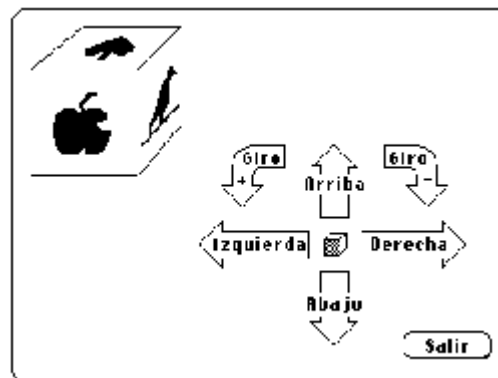 Giro
+
Giro
-
Arriba
Izquierda
Derecha
Abajo
Salir